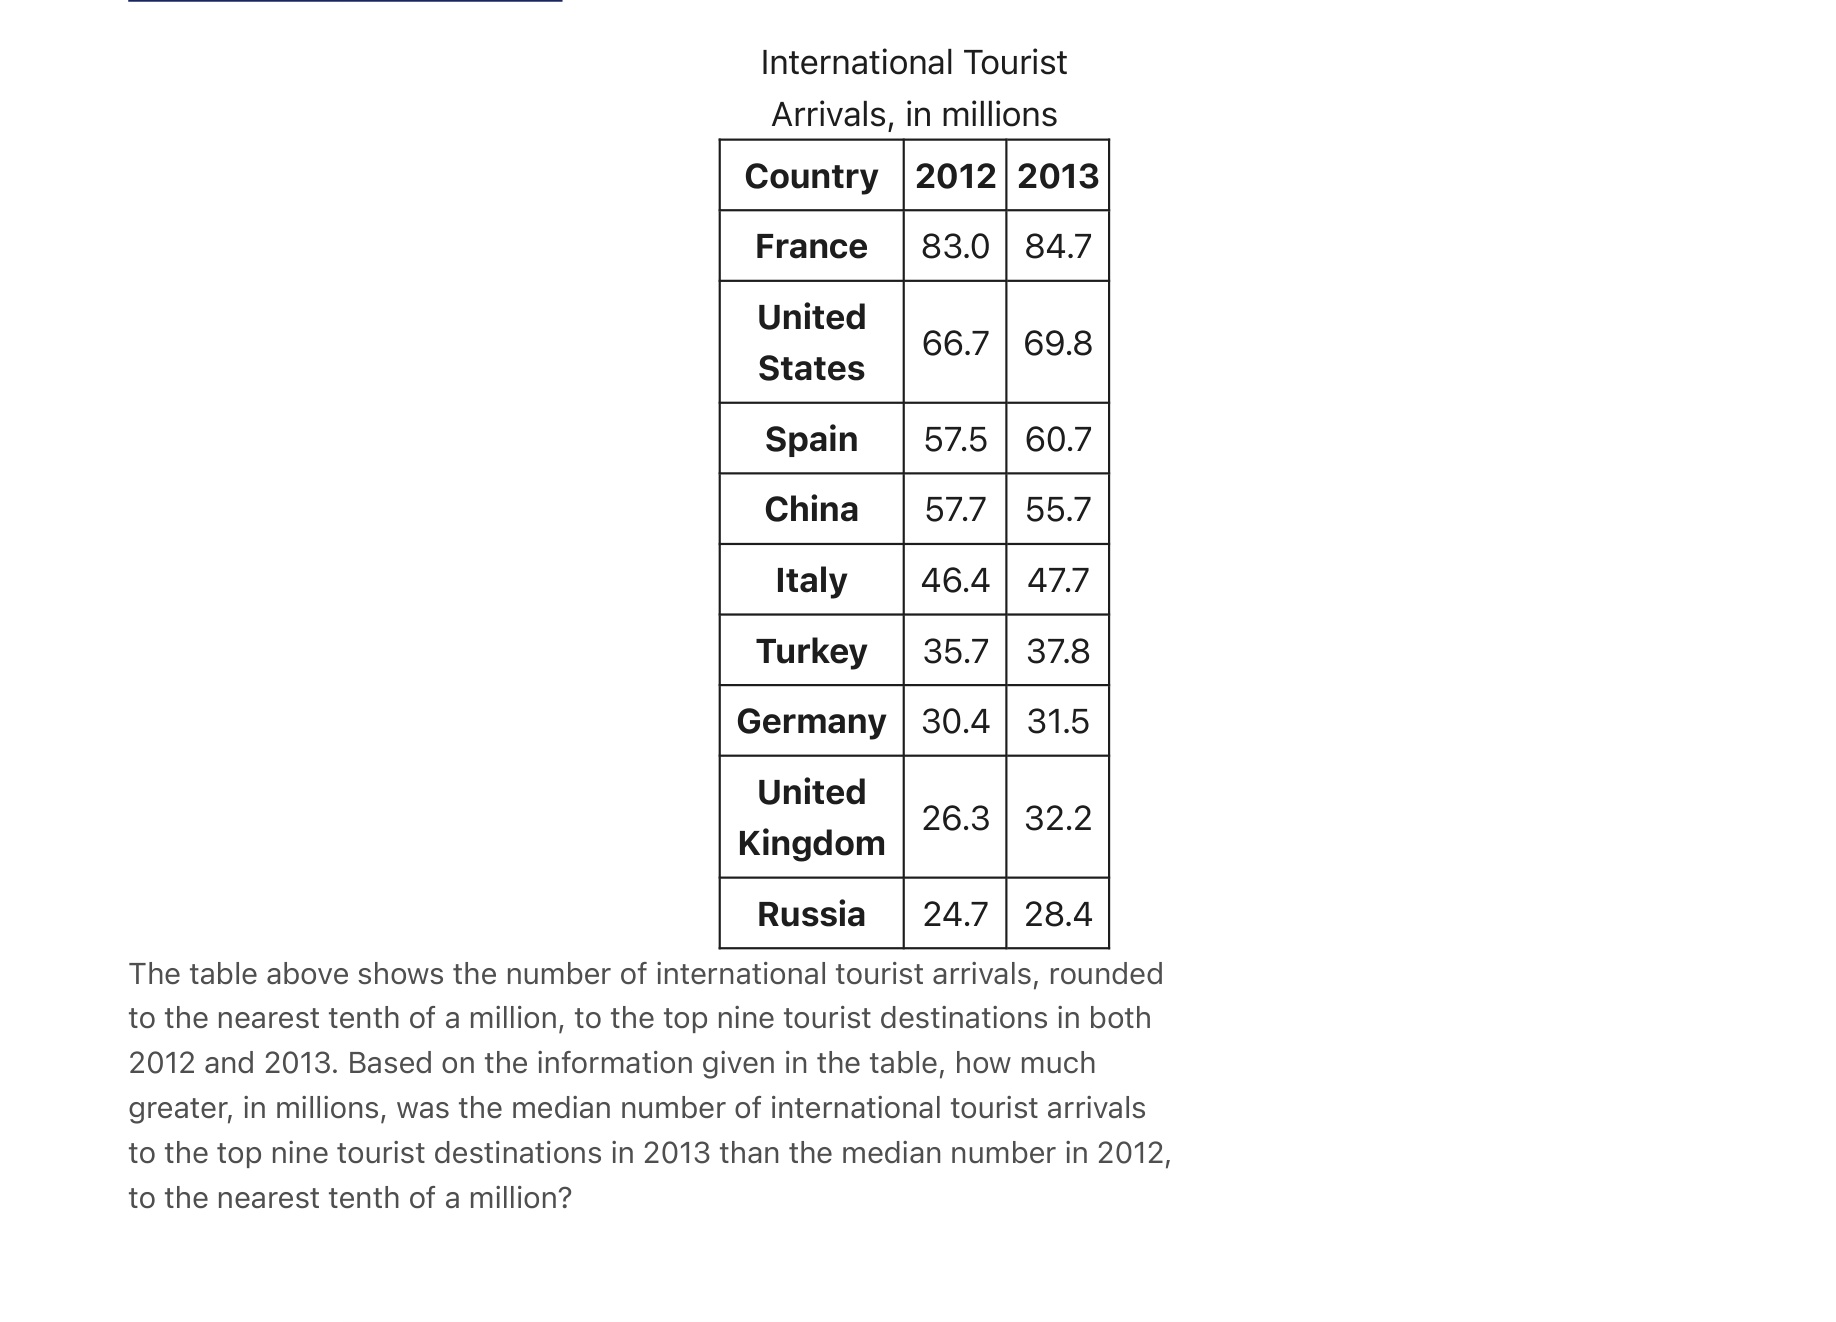 International Tourist
Arrivals, in millions
Country 2012 2013
France 83.0 84.7
United
States 66.7 69.8
Spain 57.5 60.7
China 57.7 55.7
Italy 46.4 47.7
Turkey 35.7 37.8
Germany 30.4 31.5
United
Kingdom 26.3 32.2
Russia 24.7 28.4
The table above shows the number of international tourist arrivals, rounded
to the nearest tenth of a million, to the top nine tourist destinations in both
2012 and 2013. Based on the information given in the table, how much
greater, in millions, was the median number of international tourist arrivals
to the top nine tourist destinations in 2013 than the median number in 2012,
to the nearest tenth of a million?